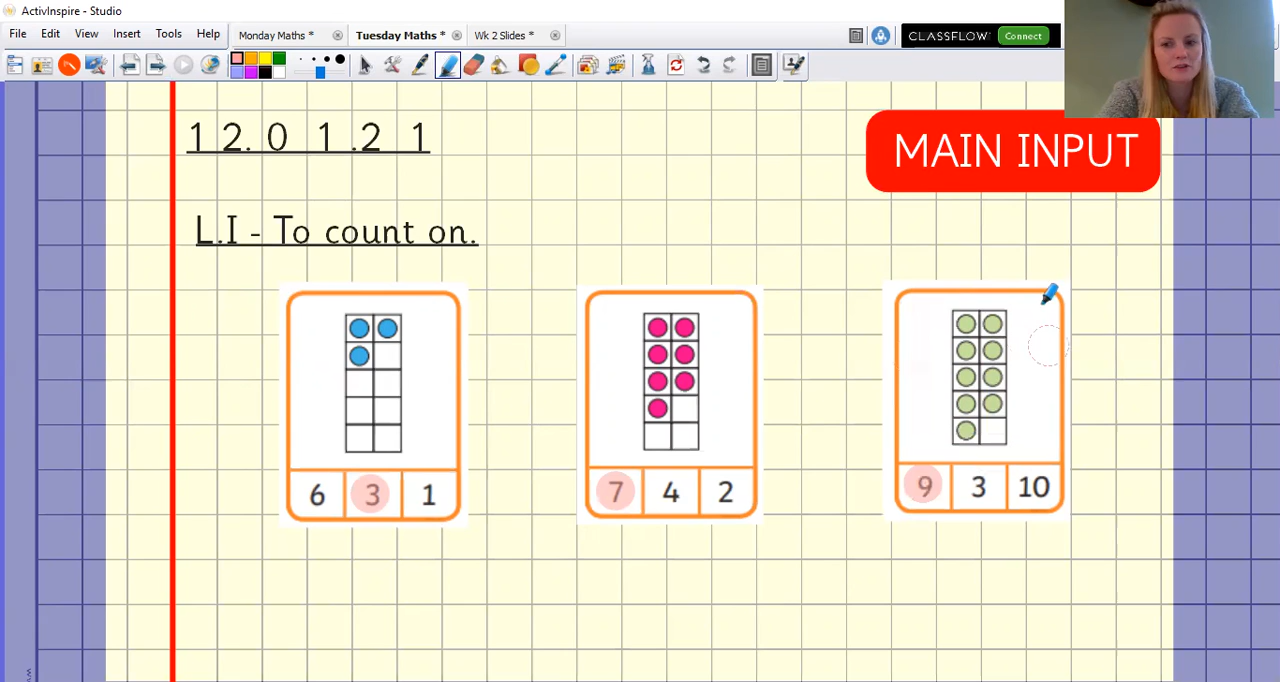 ActivInspire - Studio
File Edit View Insert Tools Help
Monday Maths * Tuesday Maths * Wk 2 Slides *
CLASSFLOW Connect
12.01.21
MAIN INPUT
L.I - To count on.
6 3 1
7 4 2
9 3 10